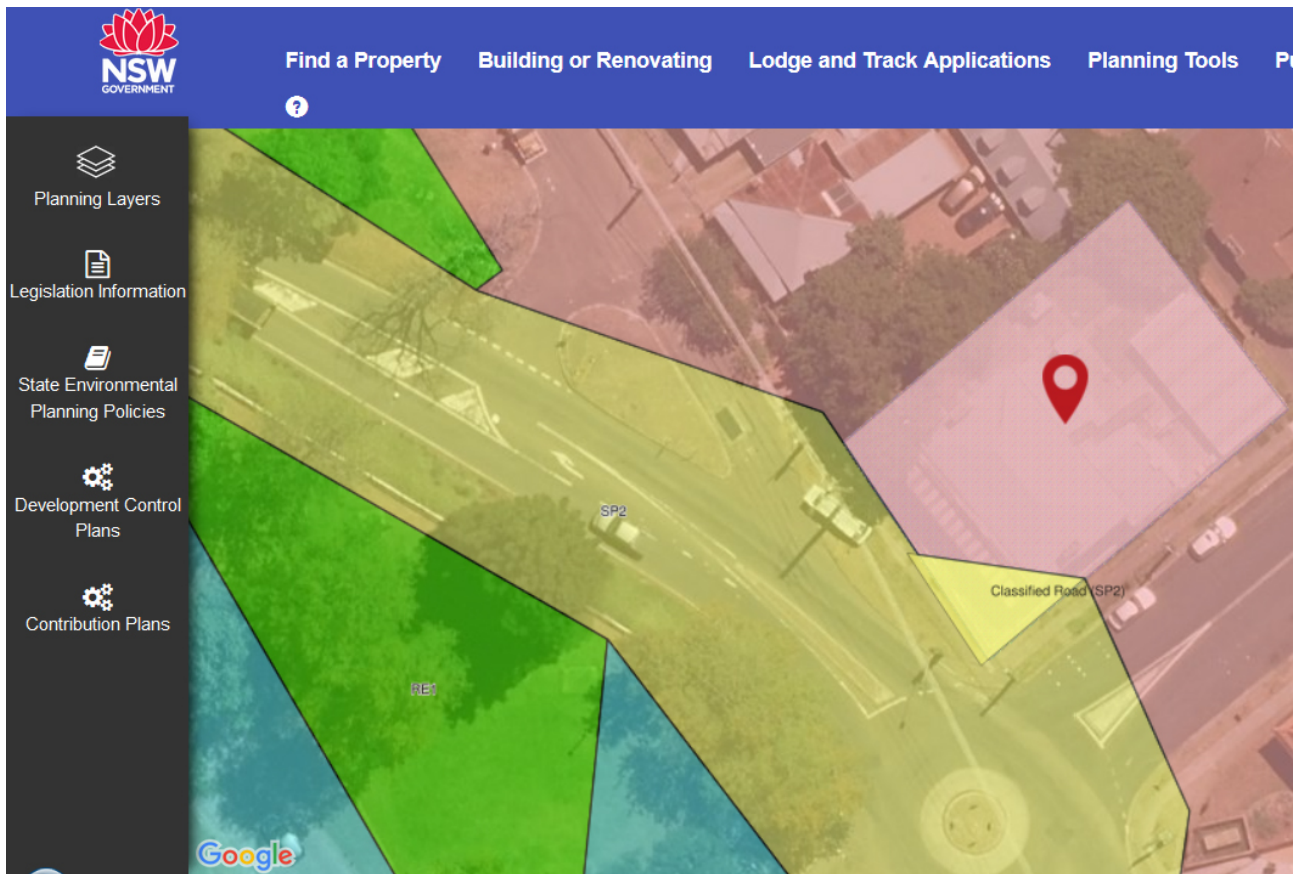 NSW
GOVERNMENT
Find a Property
Building or Renovating
Lodge and Track Applications
Planning Tools
?
Planning Layers
Legislation Information
State Environmental
Planning Policies
Development Control
Plans
Contribution Plans
SP2
Classified Road (SP2)
RE1
Google